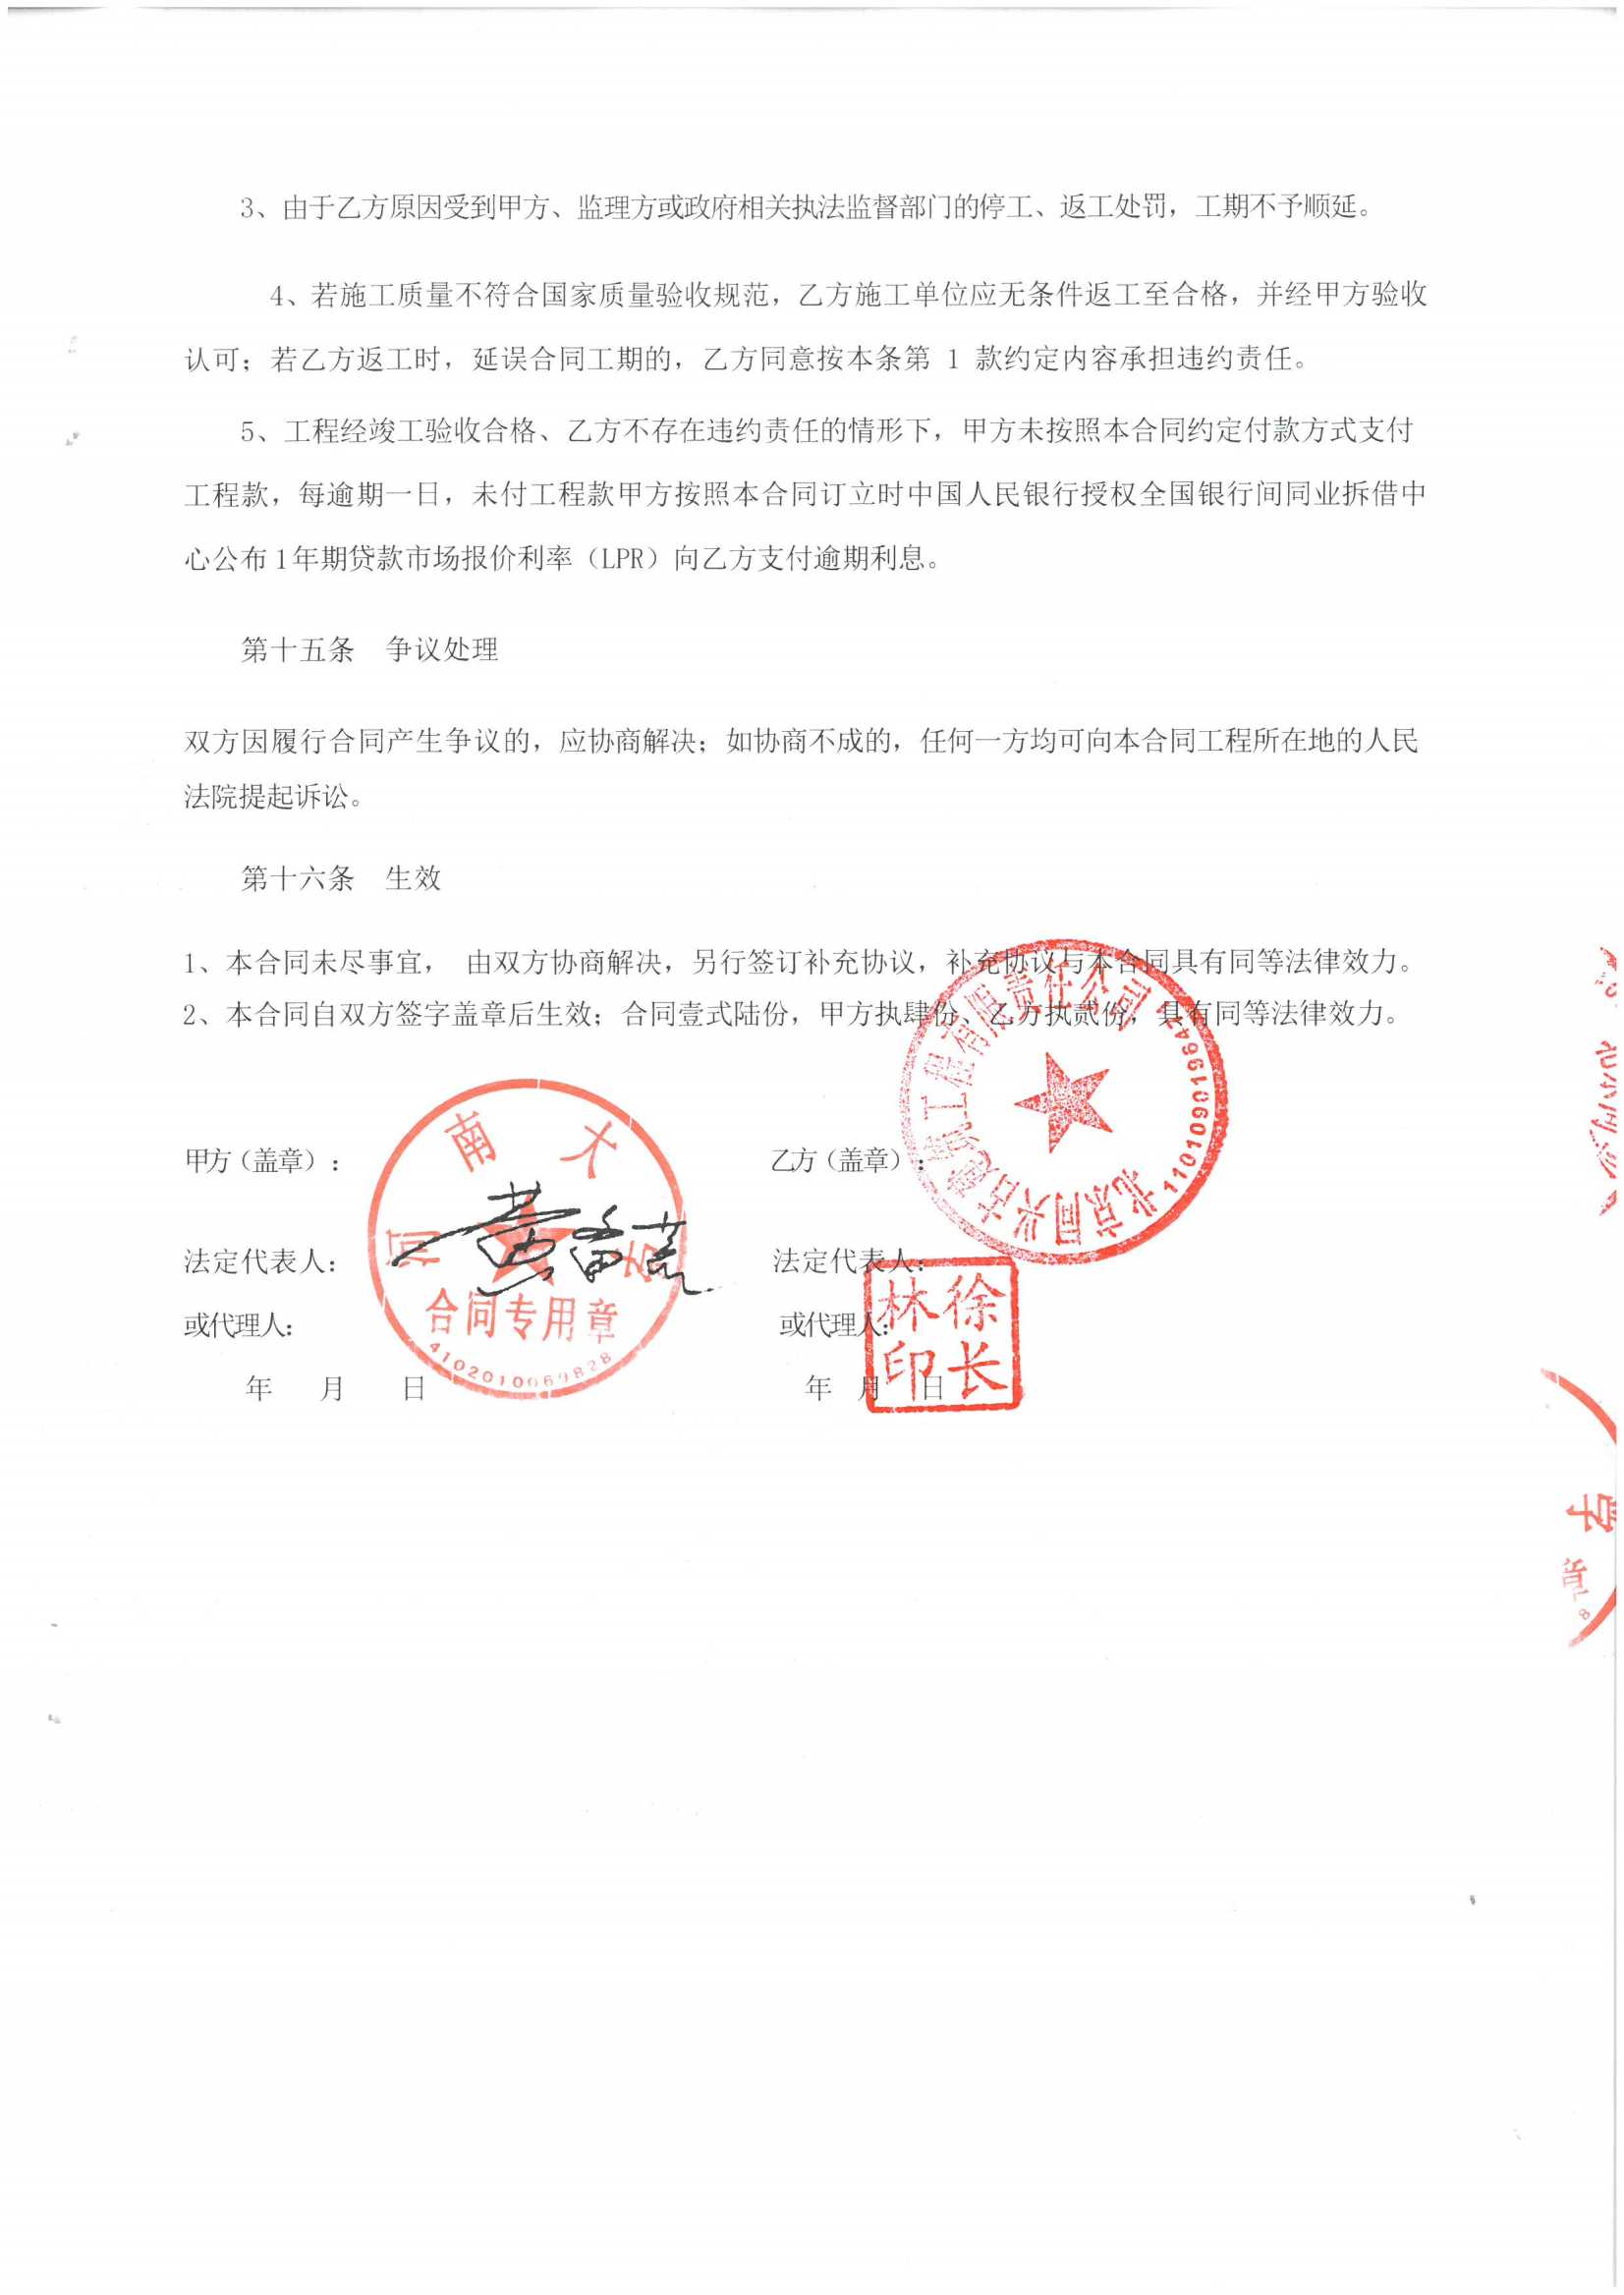 3、由于乙方原因受到甲方、监理方或政府相关执法监督部门的停工、返工处罚，工期不予顺延。
4、若施工质量不符合国家质量验收规范，乙方施工单位应无条件返工至合格，并经甲方验收
认可；若乙方返工时，延误合同工期的，乙方同意按本条第 1 款约定内容承担违约责任。
5、工程经竣工验收合格、乙方不存在违约责任的情形下，甲方未按照本合同约定付款方式支付
工程款，每逾期一日，未付工程款甲方按照本合同订立时中国人民银行授权全国银行间同业拆借中
心公布1年期贷款市场报价利率（LPR）向乙方支付逾期利息。
第十五条 争议处理
双方因履行合同产生争议的，应协商解决；如协商不成的，任何一方均可向本合同工程所在地的人民
法院提起诉讼。
第十六条 生效
1、本合同未尽事宜， 由双方协商解决，另行签订补充协议，补充协议与本合同具有同等法律效力。
2、本合同自双方签字盖章后生效；合同壹式陆份，甲方执肆份、乙方执贰份，具有同等法律效力。
甲方（盖章）： 乙方（盖章）：
河南大学
合同专用章
4102010069828
北京同兴古建筑工程有限责任公司
法定代表人： 法定代表人：
或代理人： 或代理人：
徐长林印
年 月 日 年 月 日
学
章
8